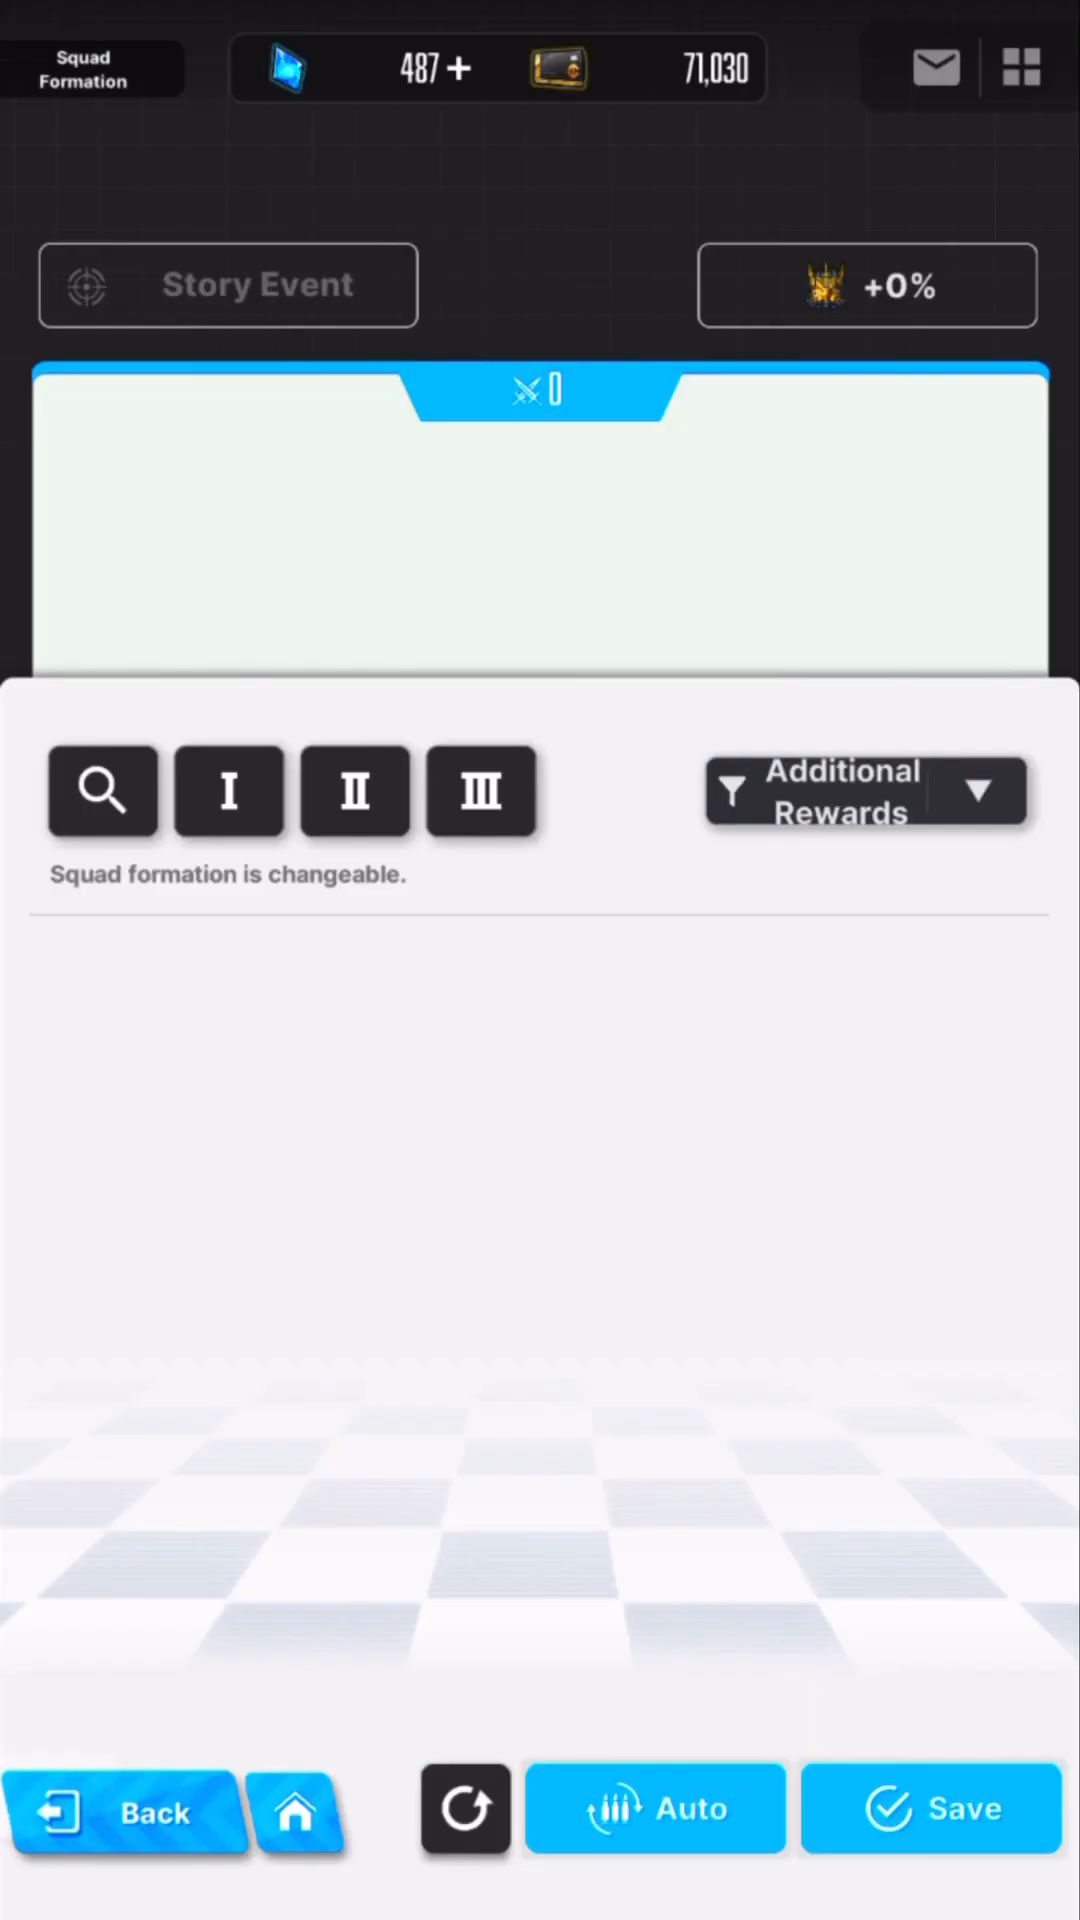 Squad
Formation
487 +
71,030
Story Event
+0%
0
I
II
III
Additional
Rewards
Squad formation is changeable.
Back
Auto
Save